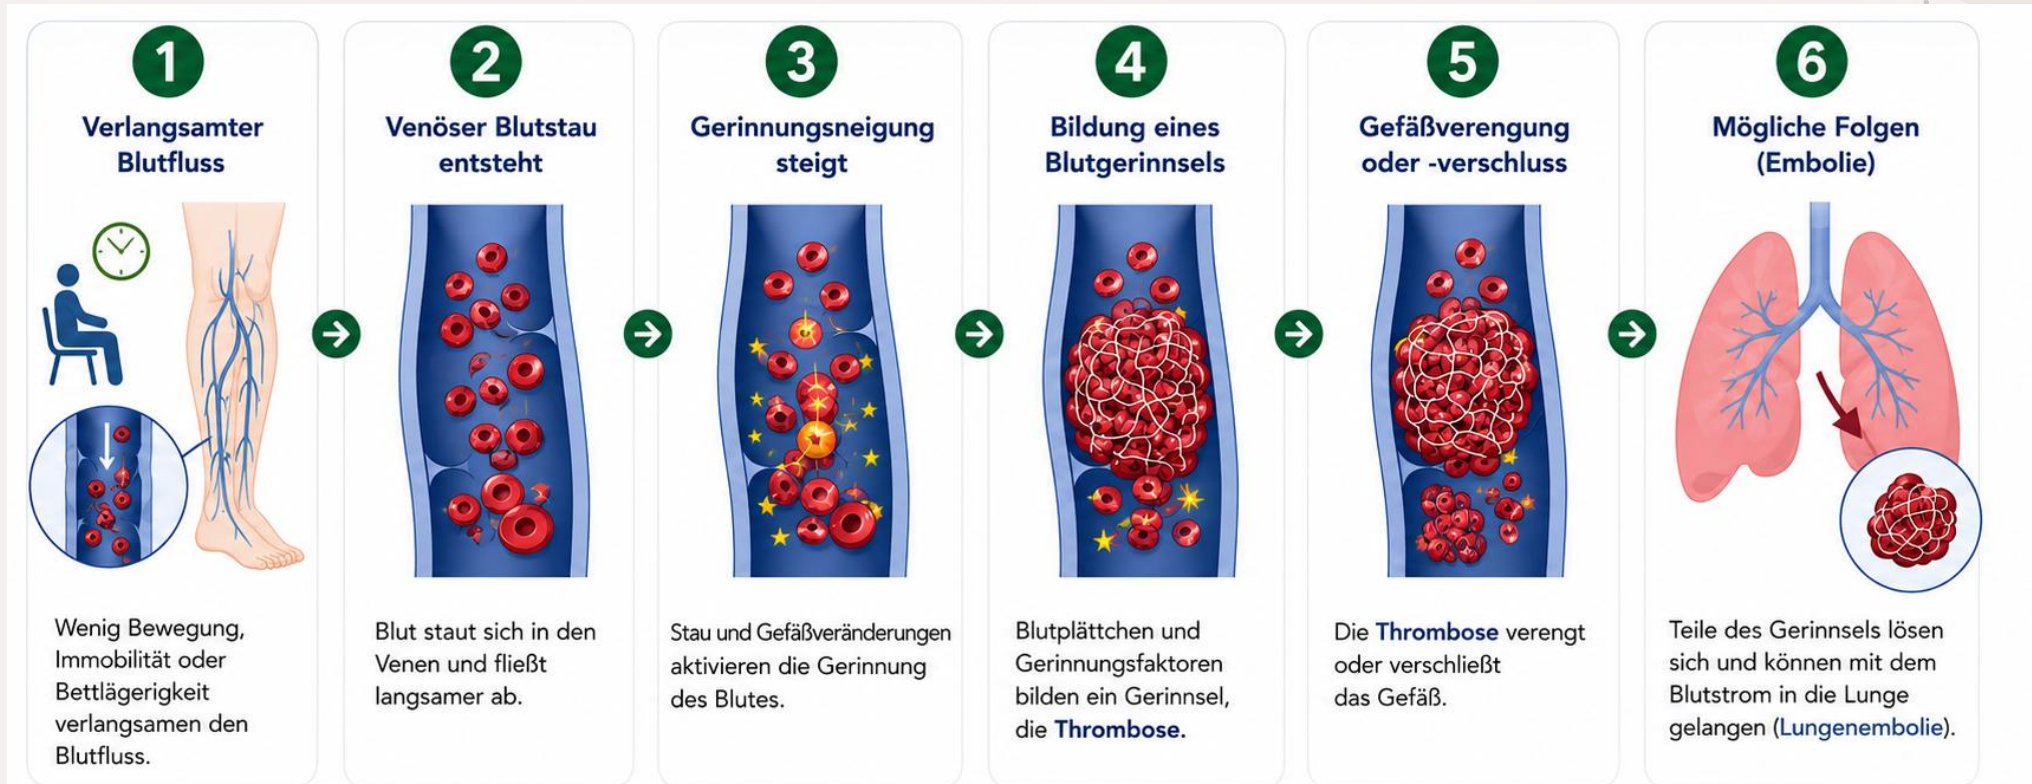 1
Verlangsamter
Blutfluss
Wenig Bewegung,
Immobilität oder
Bettlägerigkeit
verlangsamen den
Blutfluss.
2
Venöser Blutstau
entsteht
Blut staut sich in den
Venen und fließt
langsamer ab.
3
Gerinnungsneigung
steigt
Stau und Gefäßveränderungen
aktivieren die Gerinnung
des Blutes.
4
Bildung eines
Blutgerinnsels
Blutplättchen und
Gerinnungsfaktoren
bilden ein Gerinnsel,
die Thrombose.
5
Gefäßverengung
oder -verschluss
Die Thrombose verengt
oder verschließt
das Gefäß.
6
Mögliche Folgen
(Embolie)
Teile des Gerinnsels lösen
sich und können mit dem
Blutstrom in die Lunge
gelangen (Lungenembolie).